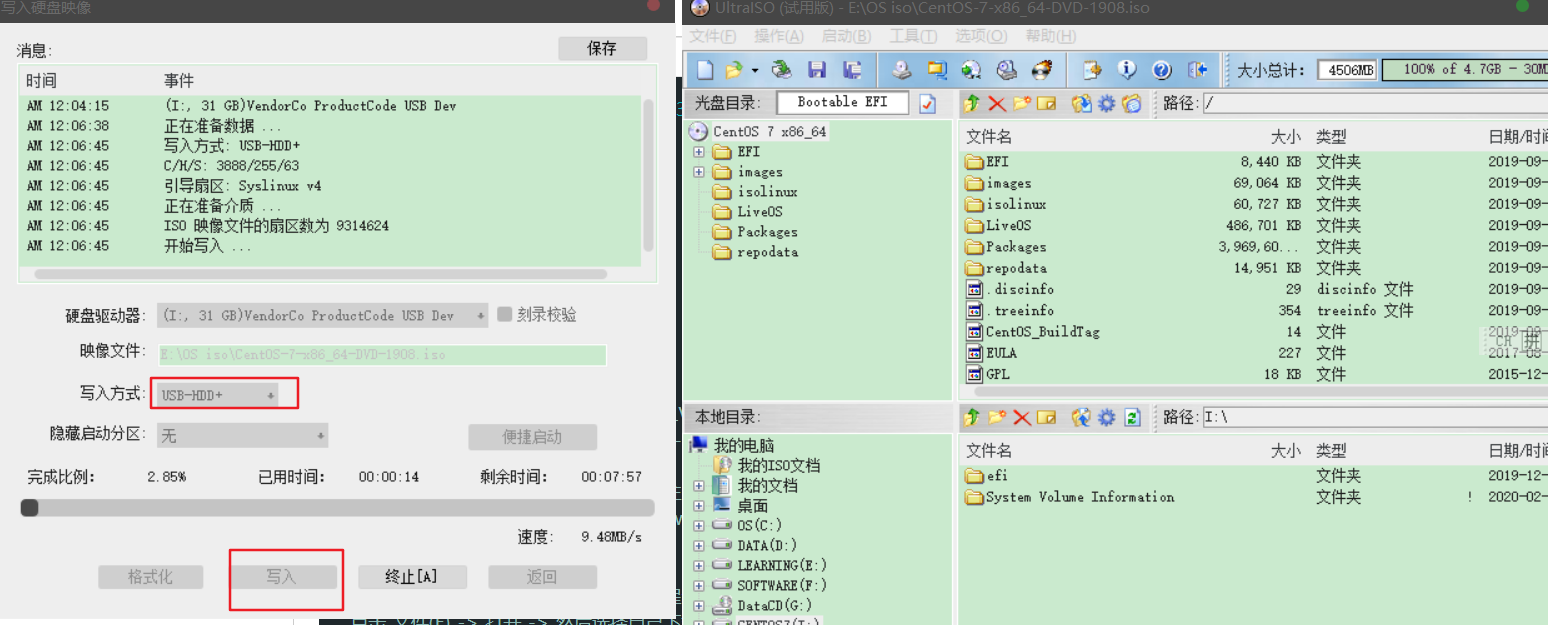 写入硬盘映像
消息:
保存
时间 事件
AM 12:04:15 (I:, 31 GB)VendorCo ProductCode USB Dev
AM 12:06:38 正在准备数据 ...
AM 12:06:45 写入方式: USB-HDD+
AM 12:06:45 C/H/S: 3888/255/63
AM 12:06:45 引导扇区: Syslinux v4
AM 12:06:45 正在准备介质 ...
AM 12:06:45 ISO 映像文件的扇区数为 9314624
AM 12:06:45 开始写入 ...
硬盘驱动器: (I:, 31 GB)VendorCo ProductCode USB Dev 刻录校验
映像文件: E:\OS iso\CentOS-7-x86_64-DVD-1908.iso
写入方式: USB-HDD+
隐藏启动分区: 无 便捷启动
完成比例: 2.85% 已用时间: 00:00:14 剩余时间: 00:07:57
速度: 9.48MB/s
格式化 写入 终止[A] 返回
UltraISO (试用版) - E:\OS iso\CentOS-7-x86_64-DVD-1908.iso
文件(F) 操作(A) 启动(B) 工具(T) 选项(O) 帮助(H)
大小总计: 4506MB 100% of 4.7GB - 30M
光盘目录: Bootable EFI 路径: /
CentOS 7 x86_64
EFI
images
isolinux
LiveOS
Packages
repodata
文件名 大小 类型 日期/时间
EFI 8,440 KB 文件夹 2019-09-
images 69,064 KB 文件夹 2019-09-
isolinux 60,727 KB 文件夹 2019-09-
LiveOS 486,701 KB 文件夹 2019-09-
Packages 3,969,60... 文件夹 2019-09-
repodata 14,951 KB 文件夹 2019-09-
.discinfo 29 discinfo 文件 2019-09-
.treeinfo 354 treeinfo 文件 2019-09-
CentOS_BuildTag 14 文件 2019-09-
EULA 227 文件 2017-08-
GPL 18 KB 文件 2015-12-
CH 拼
本地目录: 路径: I:\
我的电脑
我的ISO文档
我的文档
桌面
OS(C:)
DATA(D:)
LEARNING(E:)
SOFTWARE(F:)
DataCD(G:)
CENTOS7(I:)
文件名 大小 类型 日期/时间
efi 文件夹 2019-12-
System Volume Information 文件夹 ! 2020-02-